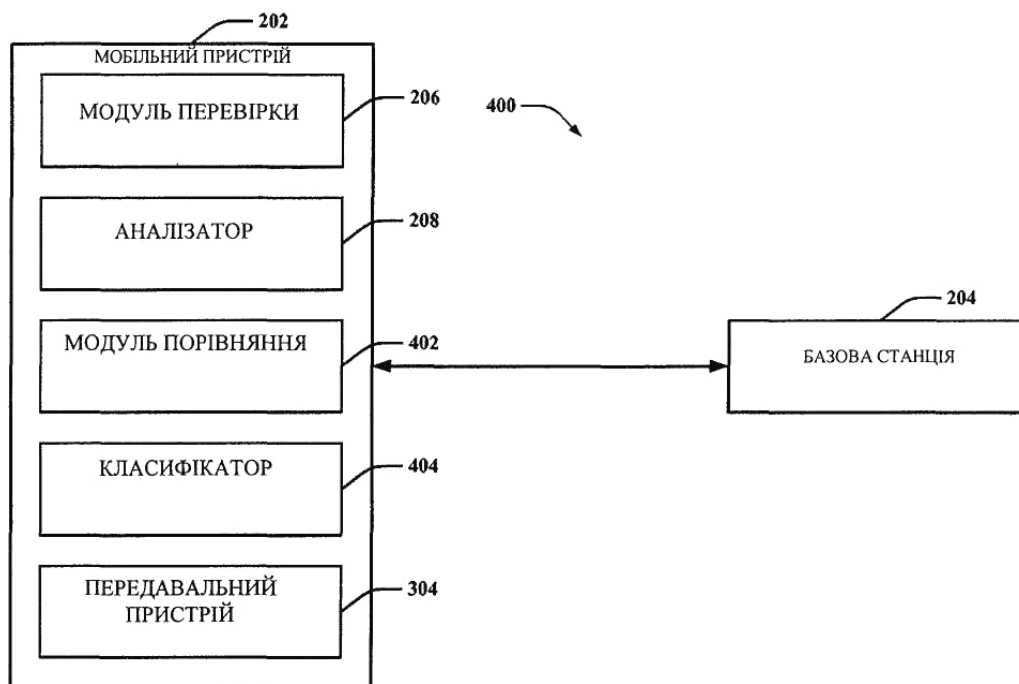 202
МОБІЛЬНИЙ ПРИСТРІЙ
МОДУЛЬ ПЕРЕВІРКИ
206
400
АНАЛІЗАТОР
208
204
МОДУЛЬ ПОРІВНЯННЯ
402
БАЗОВА СТАНЦІЯ
КЛАСИФІКАТОР
404
ПЕРЕДАВАЛЬНИЙ
ПРИСТРІЙ
304